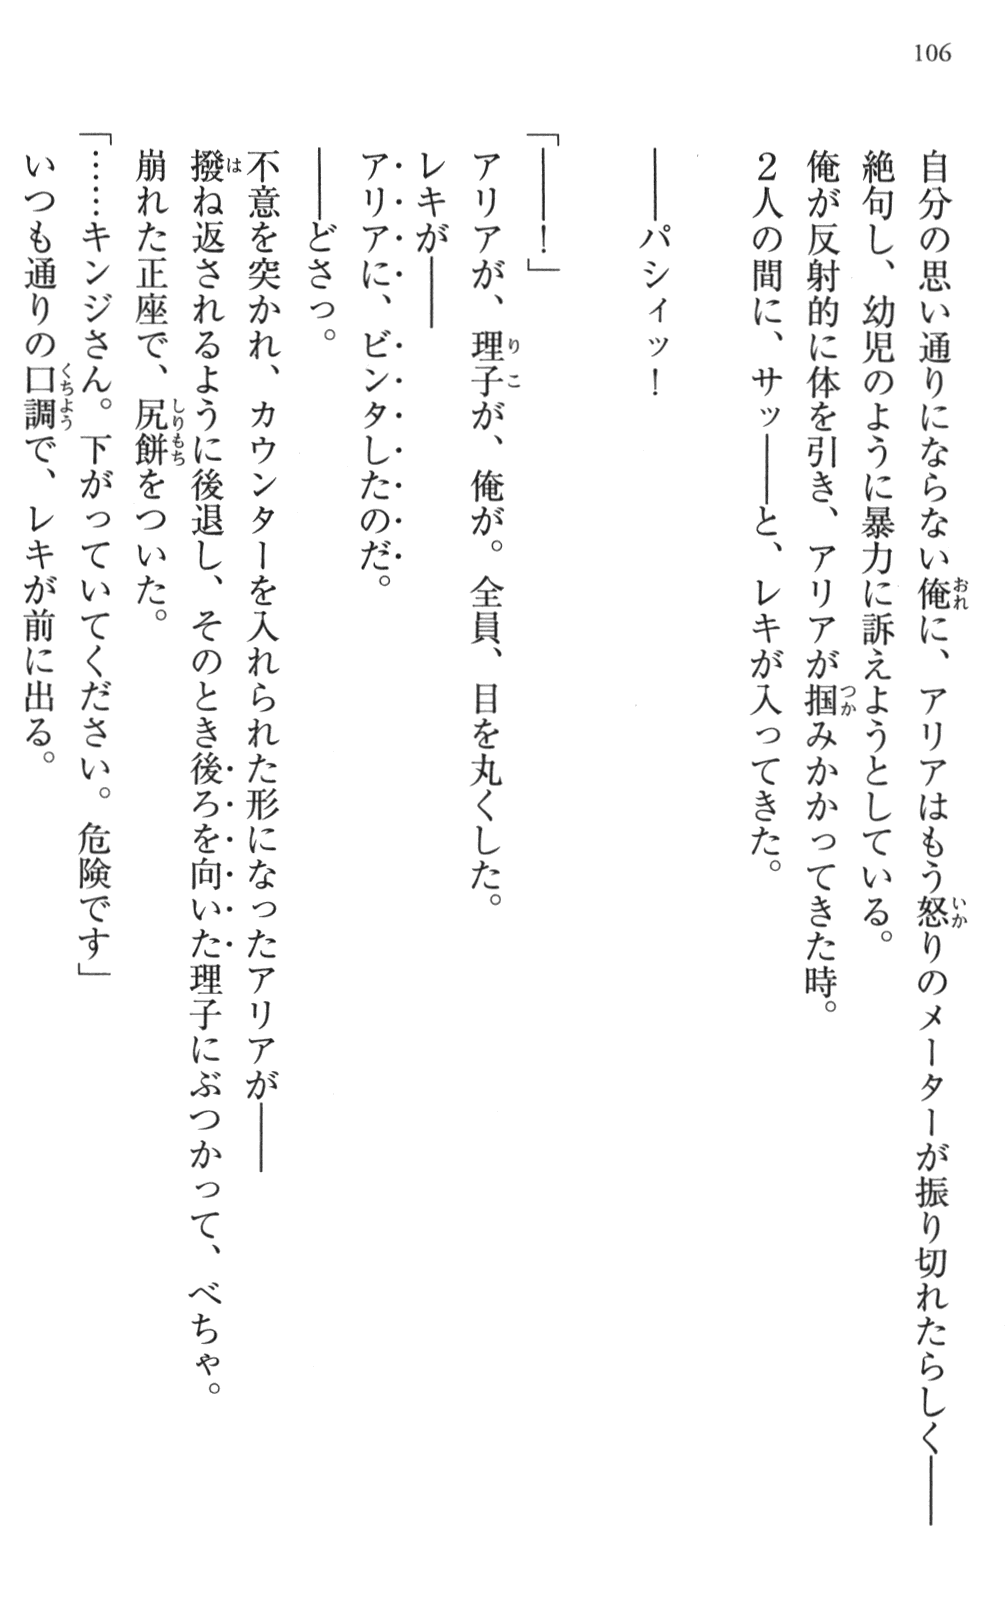 106
自分の思い通りにならない俺に、アリアはもう怒りのメーターが振り切れたらしく――
絶句し、幼児のように暴力に訴えようとしている。
俺が反射的に体を引き、アリアが掴みかかってきた時。
２人の間に、サッ――と、レキが入ってきた。
――パシィッ！
「――！」
アリアが、理子が、俺が。全員、目を丸くした。
レキが――
アリアに、ビンタしたのだ。
――どさっ。
不意を突かれ、カウンターを入れられた形になったアリアが――
撥ね返されるように後退し、そのとき後ろを向いた理子にぶつかって、べちゃ。
崩れた正座で、尻餅をついた。
「……キンジさん。下がっていてください。危険です」
いつも通りの口調で、レキが前に出る。